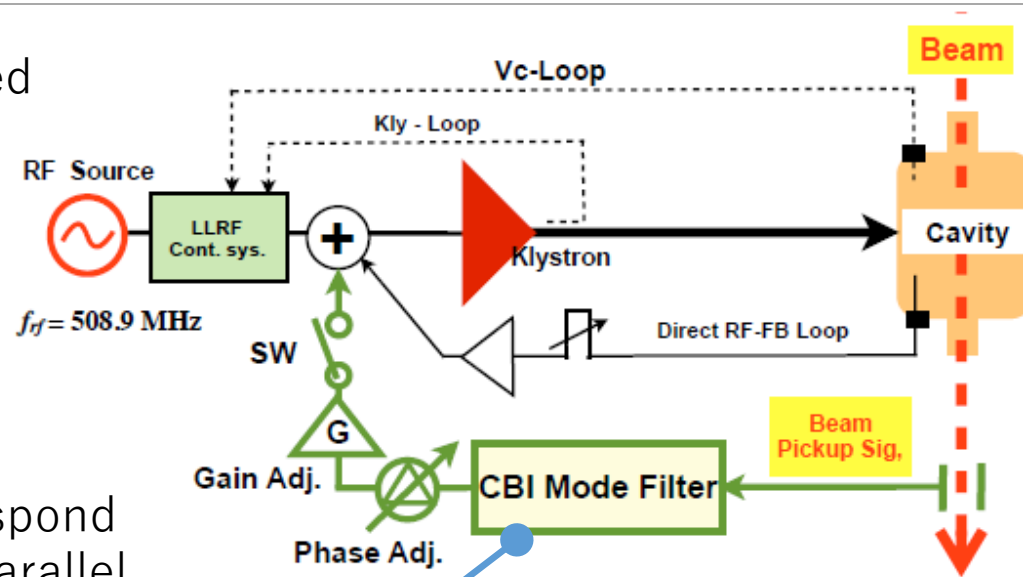 ed
Beam
Vc-Loop
Kly - Loop
RF Source
LLRF
Cont. sys.
+
Klystron
Cavity
frf = 508.9 MHz
SW
Direct RF-FB Loop
G
Beam
Pickup Sig,
Gain Adj.
CBI Mode Filter
spond
Phase Adj.
arallel